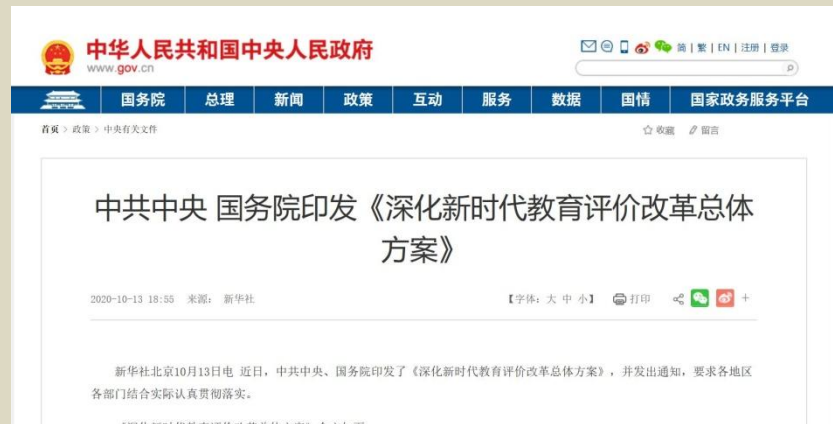 中华人民共和国中央人民政府
www.gov.cn
简 | 繁 | EN | 注册 | 登录
国务院 总理 新闻 政策 互动 服务 数据 国情 国家政务服务平台
首页 > 政策 > 中央有关文件
收藏 留言
中共中央 国务院印发《深化新时代教育评价改革总体
方案》
2020-10-13 18:55 来源: 新华社 【字体: 大 中 小】 打印 +
新华社北京10月13日电 近日，中共中央、国务院印发了《深化新时代教育评价改革总体方案》，并发出通知，要求各地区
各部门结合实际认真贯彻落实。